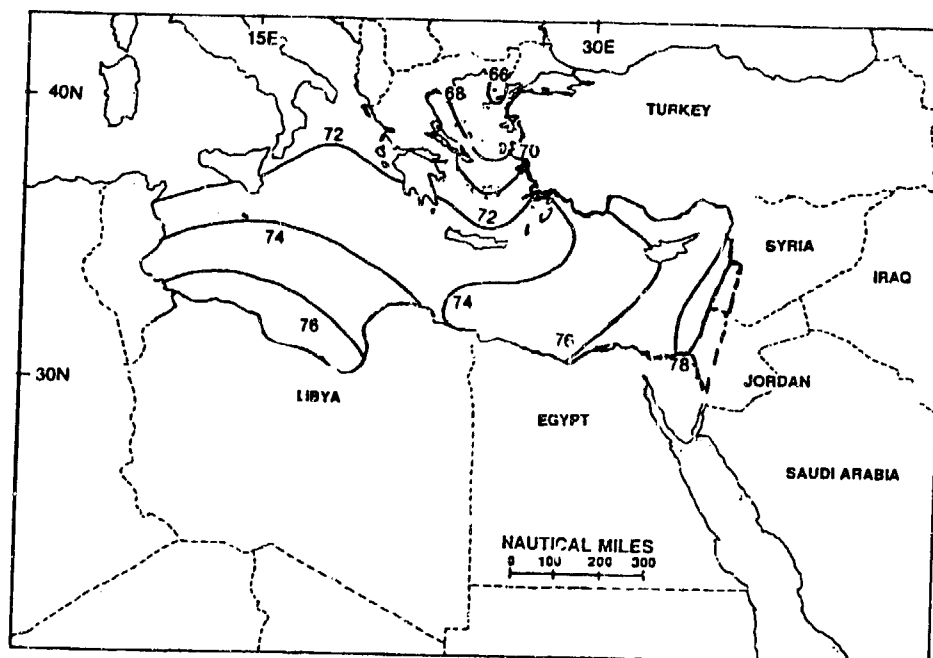 15E
30E
40N
68
66
TURKEY
72
70
72
74
SYRIA
IRAQ
74
76
76
78
30N
LIBYA
JORDAN
EGYPT
SAUDI ARABIA
NAUTICAL MILES
0 100 200 300